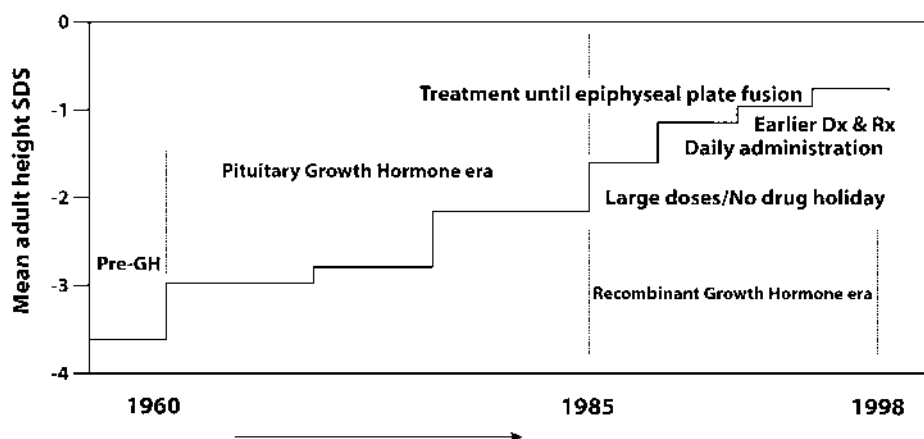 0
-1
-2
-3
-4
Mean adult height SDS
Treatment until epiphyseal plate fusion
Earlier Dx & Rx
Daily administration
Pituitary Growth Hormone era
Large doses/No drug holiday
Pre-GH
Recombinant Growth Hormone era
1960
1985
1998